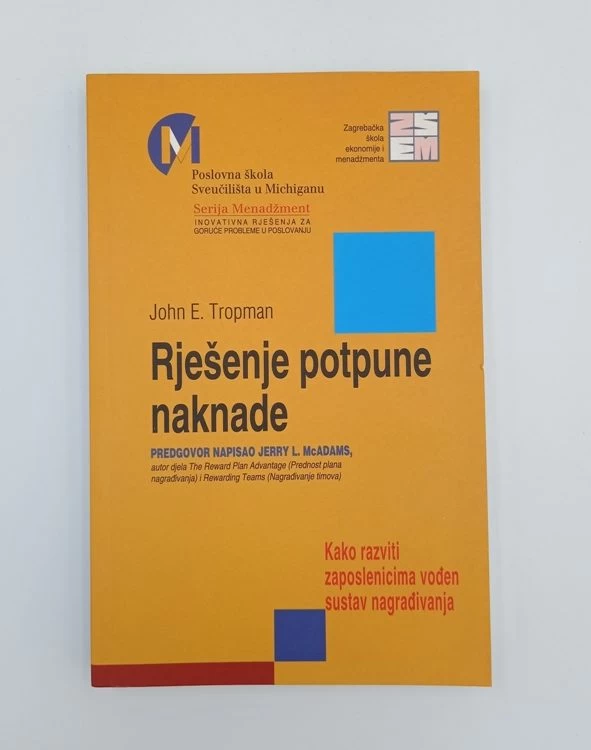 M
Poslovna škola
Sveučilišta u Michiganu
Serija Menadžment
INOVATIVNA RJEŠENJA ZA
GORUĆE PROBLEME U POSLOVANJU
Zagrebačka
škola
ekonomije i
menadžmenta
ZŠ
EM
John E. Tropman
Rješenje potpune
naknade
PREDGOVOR NAPISAO JERRY L. McADAMS,
autor djela The Reward Plan Advantage (Prednost plana
nagrađivanja) i Rewarding Teams (Nagrađivanje timova)
Kako razviti
zaposlenicima vođen
sustav nagrađivanja